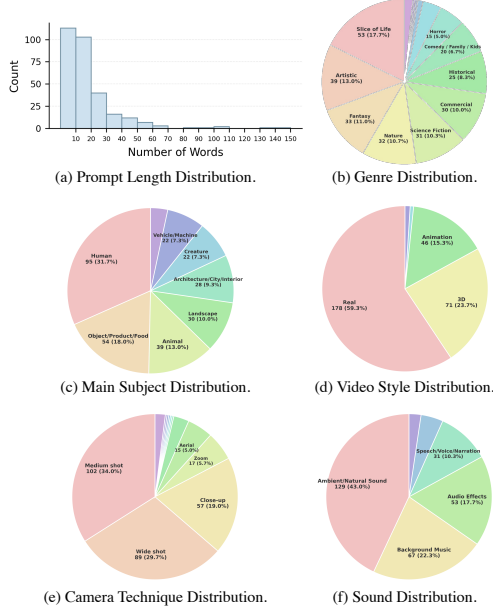 100
75
50
25
0
Count
10 20 30 40 50 60 70 80 90 100 110 120 130 140 150
Number of Words
(a) Prompt Length Distribution.
Slice of Life
53 (17.7%)
Artistic
39 (13.0%)
Fantasy
33 (11.0%)
Nature
32 (10.7%)
Science Fiction
31 (10.3%)
Commercial
30 (10.0%)
Historical
25 (8.3%)
Comedy / Family / Kids
20 (6.7%)
Horror
15 (5.0%)
(b) Genre Distribution.
Human
95 (31.7%)
Object/Product/Food
54 (18.0%)
Animal
39 (13.0%)
Landscape
30 (10.0%)
Architecture/City/Interior
28 (9.3%)
Creature
22 (7.3%)
Vehicle/Machine
22 (7.3%)
(c) Main Subject Distribution.
Real
178 (59.3%)
3D
71 (23.7%)
Animation
46 (15.3%)
(d) Video Style Distribution.
Medium shot
102 (34.0%)
Wide shot
89 (29.7%)
Close-up
57 (19.0%)
Zoom
17 (5.7%)
Aerial
15 (5.0%)
(e) Camera Technique Distribution.
Ambient/Natural Sound
129 (43.0%)
Background Music
67 (22.3%)
Audio Effects
53 (17.7%)
Speech/Voice/Narration
31 (10.3%)
(f) Sound Distribution.